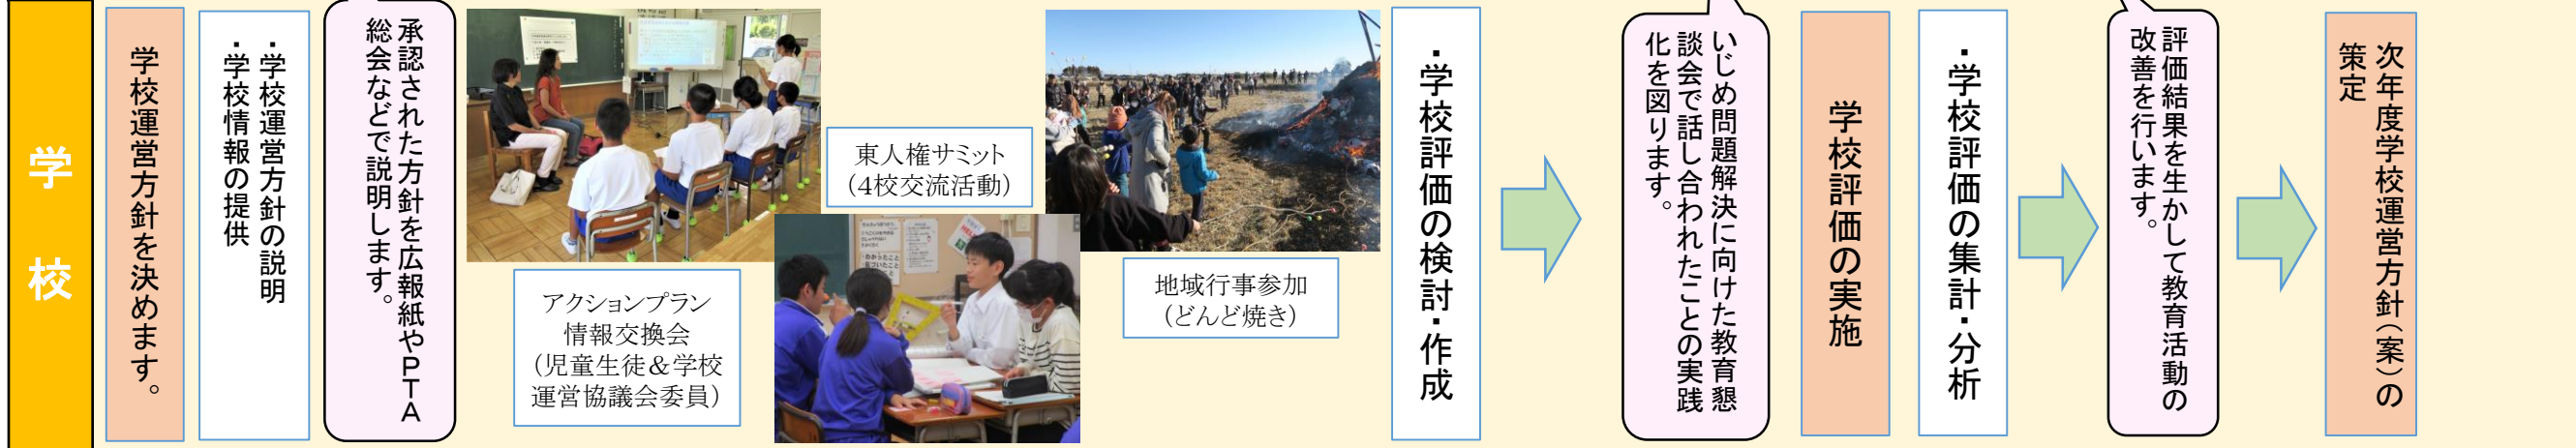 学校
学校運営方針を決めます。
・学校運営方針の説明
・学校情報の提供
承認された方針を広報紙やPTA
総会などで説明します。
アクションプラン
情報交換会
（児童生徒＆学校
運営協議会委員）
東人権サミット
（４校交流活動）
地域行事参加
（どんど焼き）
・学校評価の検討・作成
いじめ問題解決に向けた教育懇
談会で話し合われたことの実践
化を図ります。
学校評価の実施
・学校評価の集計・分析
評価結果を生かして教育活動の
改善を行います。
次年度学校運営方針（案）の
策定